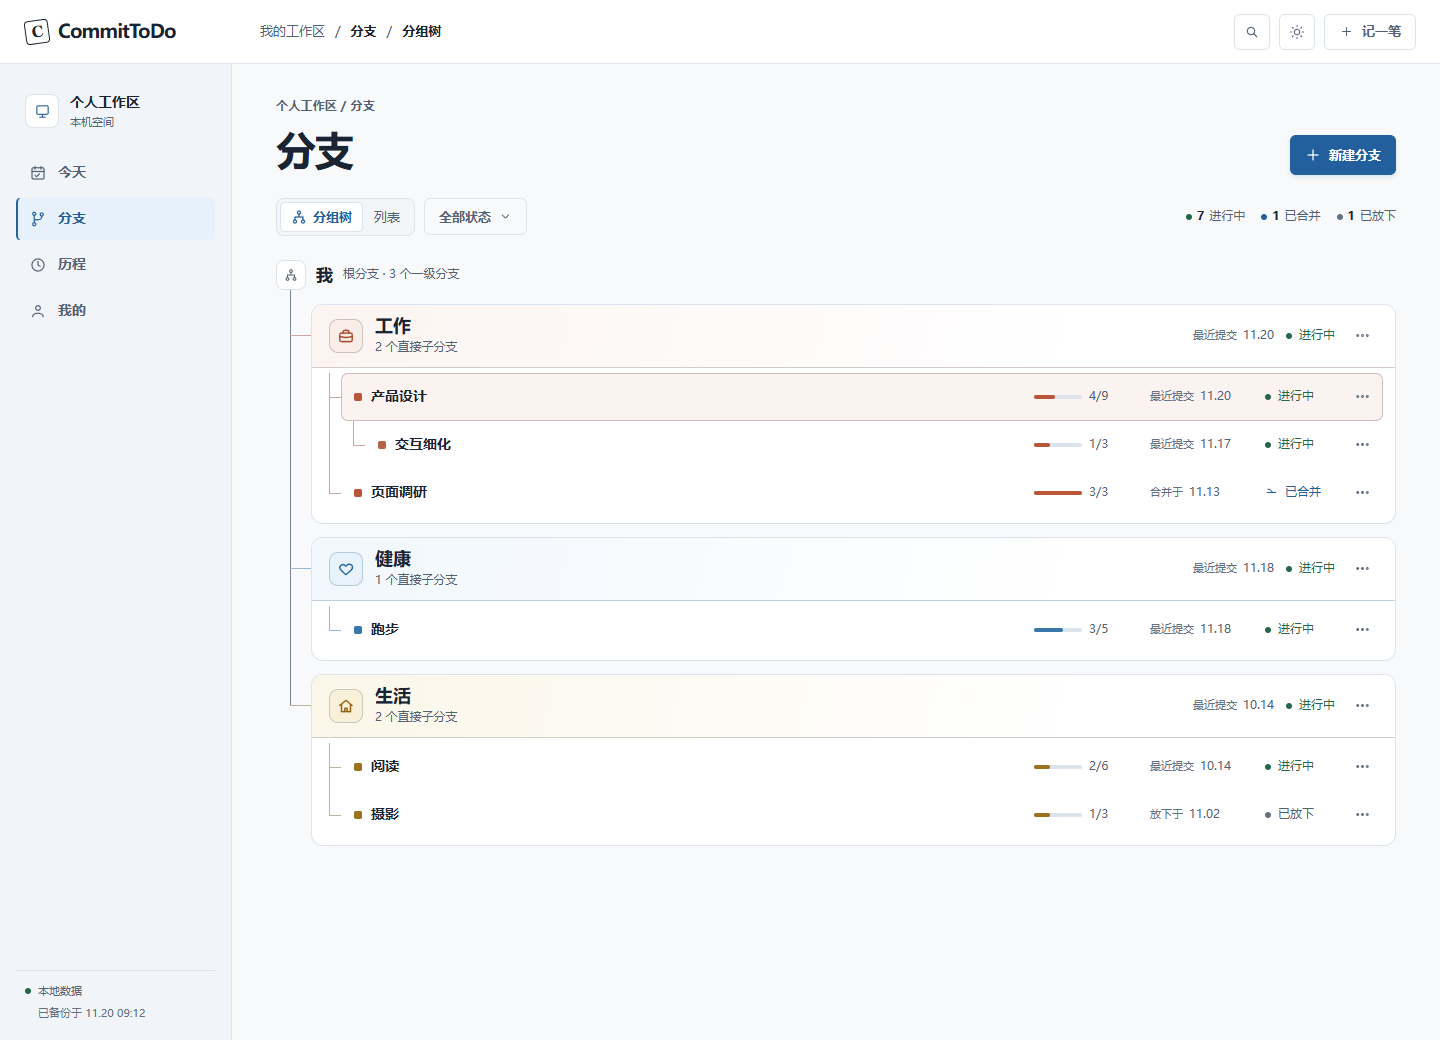 C CommitToDo
我的工作区 / 分支 / 分组树
记一笔
个人工作区
本机空间
今天
分支
历程
我的
本地数据
已备份于 11.20 09:12
个人工作区 / 分支
分支
新建分支
分组树 列表 全部状态
7 进行中 1 已合并 1 已放下
我 根分支 · 3 个一级分支
工作
2 个直接子分支
最近提交 11.20 进行中
产品设计 4/9 最近提交 11.20 进行中
交互细化 1/3 最近提交 11.17 进行中
页面调研 3/3 合并于 11.13 已合并
健康
1 个直接子分支
最近提交 11.18 进行中
跑步 3/5 最近提交 11.18 进行中
生活
2 个直接子分支
最近提交 10.14 进行中
阅读 2/6 最近提交 10.14 进行中
摄影 1/3 放下于 11.02 已放下